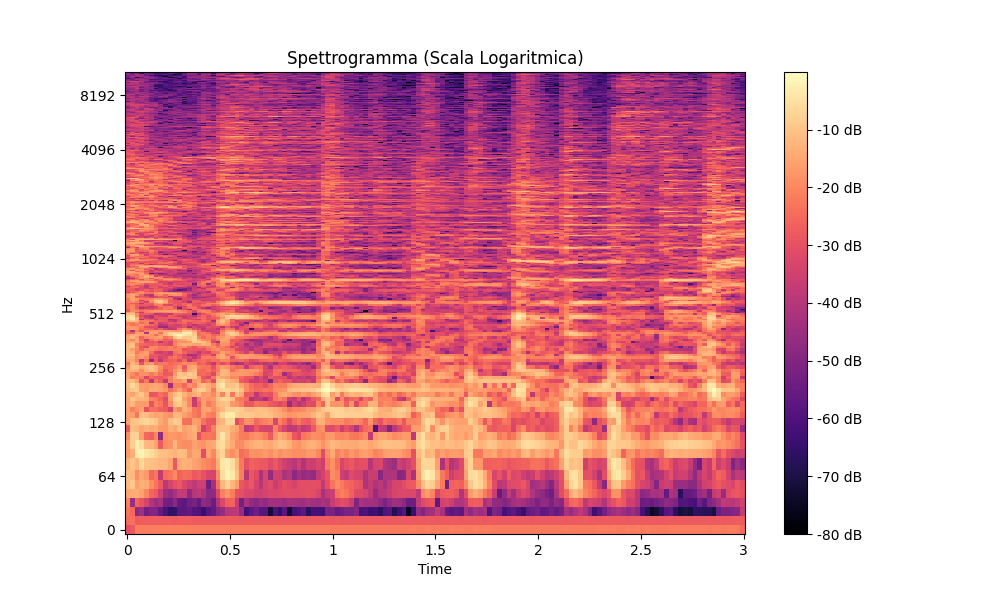 Spettrogramma (Scala Logaritmica)
8192
4096
2048
1024
512
256
128
64
0
Hz
0 0.5 1 1.5 2 2.5 3
Time
-10 dB
-20 dB
-30 dB
-40 dB
-50 dB
-60 dB
-70 dB
-80 dB